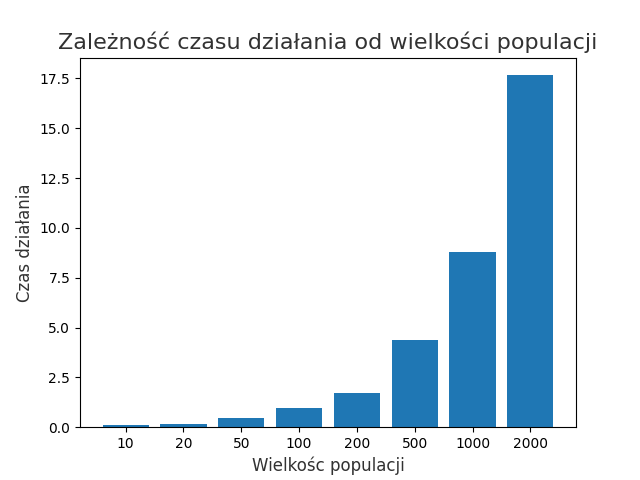 Zależność czasu działania od wielkości populacji
17.5
15.0
12.5
10.0
7.5
5.0
2.5
0.0
Czas działania
10 20 50 100 200 500 1000 2000
Wielkośc populacji